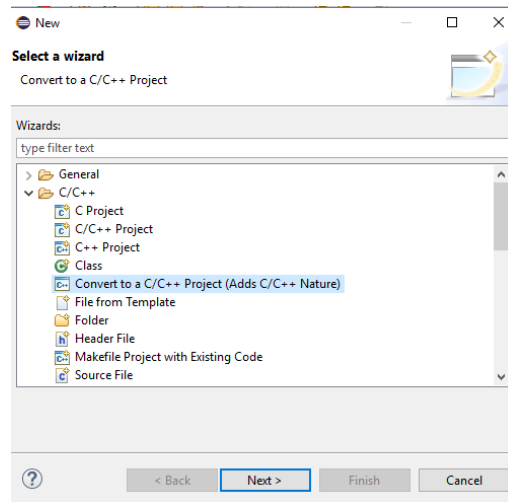 New
Select a wizard
Convert to a C/C++ Project
Wizards:
type filter text
General
C/C++
C Project
C/C++ Project
C++ Project
Class
Convert to a C/C++ Project (Adds C/C++ Nature)
File from Template
Folder
Header File
Makefile Project with Existing Code
Source File
< Back Next > Finish Cancel